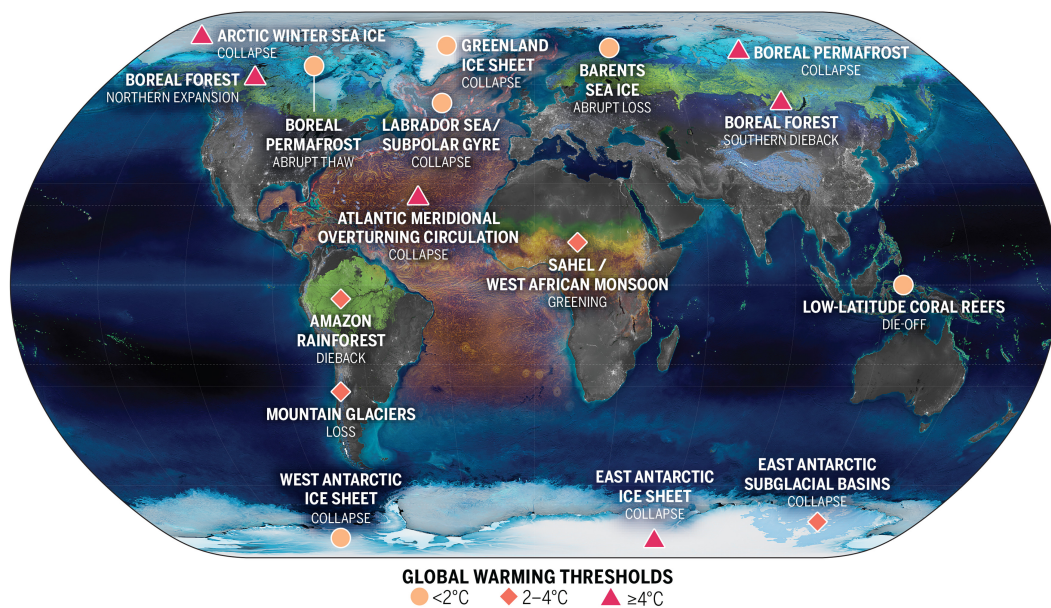 ARCTIC WINTER SEA ICE
COLLAPSE
BOREAL FOREST
NORTHERN EXPANSION
GREENLAND
ICE SHEET
COLLAPSE
BARENTS
SEA ICE
ABRUPT LOSS
BOREAL PERMAFROST
COLLAPSE
BOREAL
PERMAFROST
ABRUPT THAW
LABRADOR SEA/
SUBPOLAR GYRE
COLLAPSE
BOREAL FOREST
SOUTHERN DIEBACK
ATLANTIC MERIDIONAL
OVERTURNING CIRCULATION
COLLAPSE
SAHEL /
WEST AFRICAN MONSOON
GREENING
LOW-LATITUDE CORAL REEFS
DIE-OFF
AMAZON
RAINFOREST
DIEBACK
MOUNTAIN GLACIERS
LOSS
WEST ANTARCTIC
ICE SHEET
COLLAPSE
EAST ANTARCTIC
ICE SHEET
COLLAPSE
EAST ANTARCTIC
SUBGLACIAL BASINS
COLLAPSE
GLOBAL WARMING THRESHOLDS
<2°C 2–4°C ≥4°C